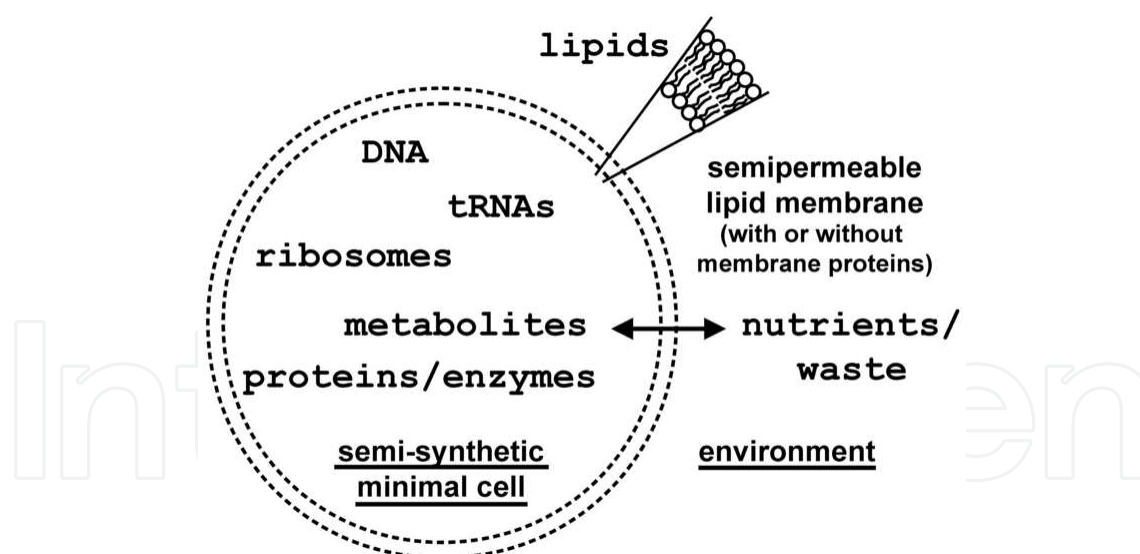 lipids
DNA
tRNAs
ribosomes
metabolites
proteins/enzymes
semi-synthetic
minimal cell
semipermeable
lipid membrane
(with or without
membrane proteins)
nutrients/
waste
environment